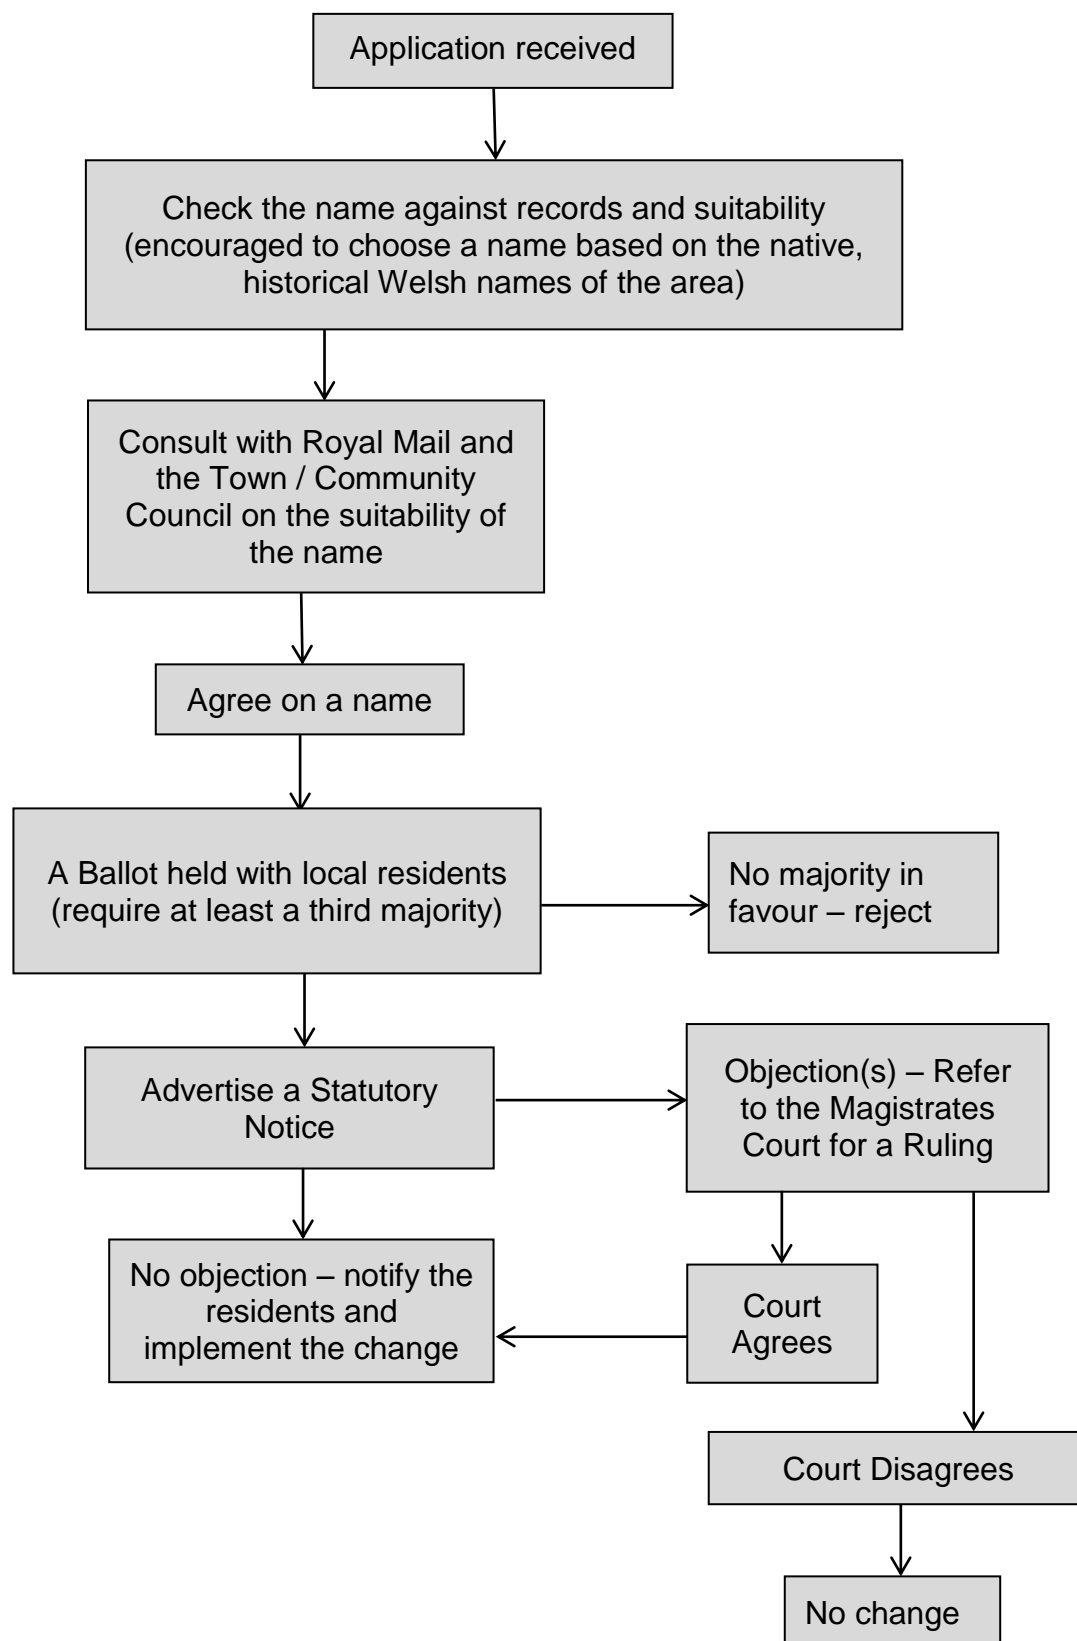 Application received
Check the name against records and suitability
(encouraged to choose a name based on the native,
historical Welsh names of the area)
Consult with Royal Mail and
the Town / Community
Council on the suitability of
the name
Agree on a name
A Ballot held with local residents
(require at least a third majority)
No majority in
favour – reject
Advertise a Statutory
Notice
Objection(s) – Refer
to the Magistrates
Court for a Ruling
No objection – notify the
residents and
implement the change
Court
Agrees
Court Disagrees
No change